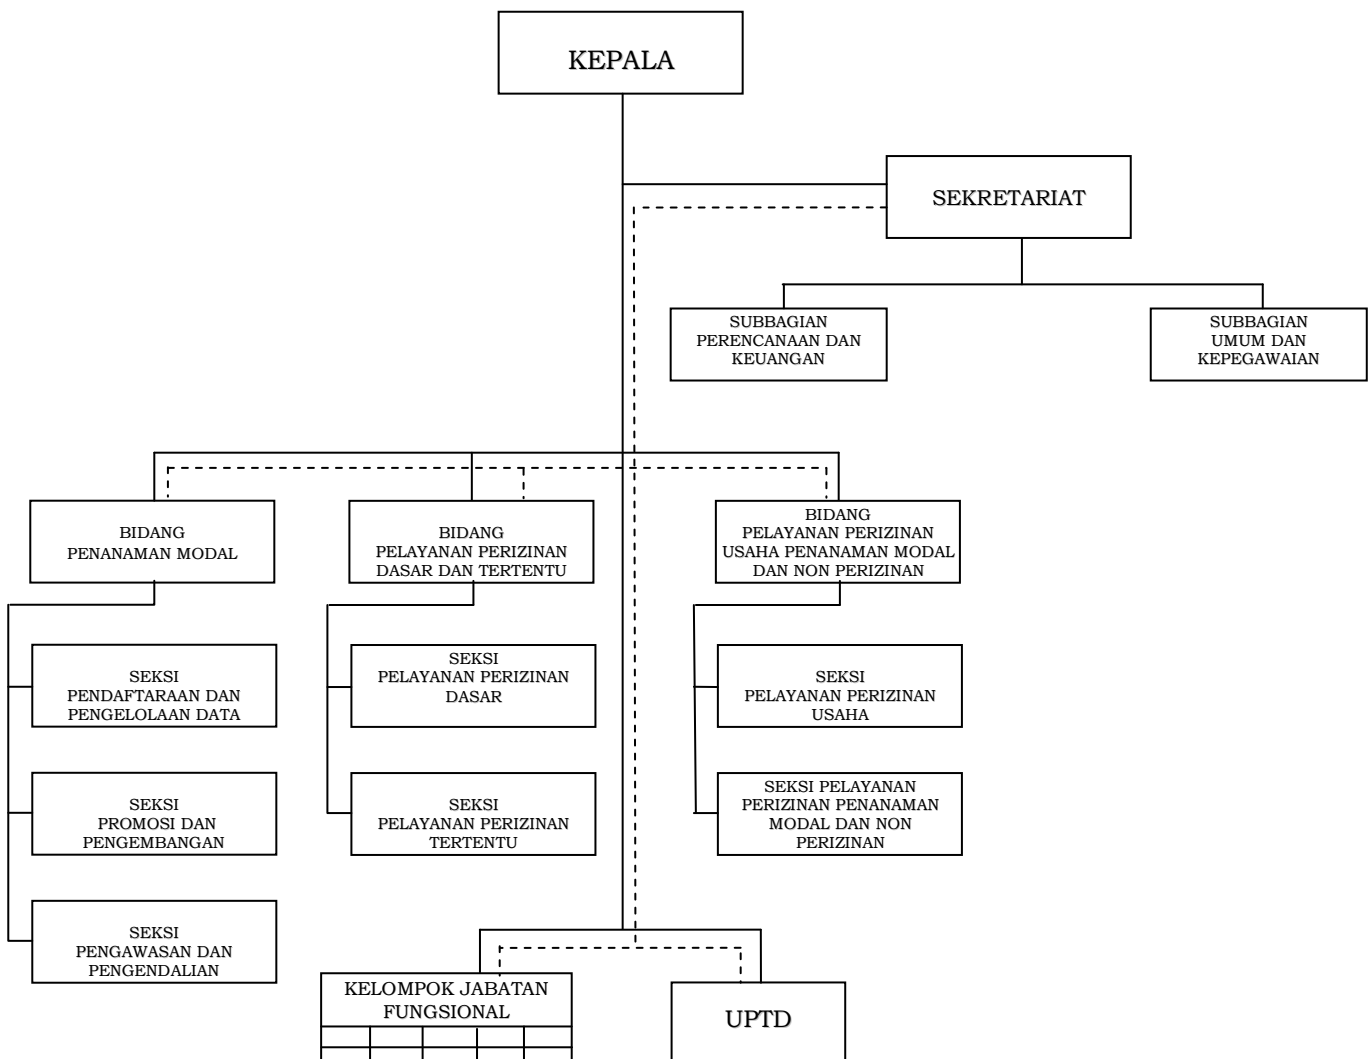 KEPALA
SEKRETARIAT
SUBBAGIAN
PERENCANAAN DAN
KEUANGAN
SUBBAGIAN
UMUM DAN
KEPEGAWAIAN
BIDANG
PENANAMAN MODAL
BIDANG
PELAYANAN PERIZINAN
DASAR DAN TERTENTU
BIDANG
PELAYANAN PERIZINAN
USAHA PENANAMAN MODAL
DAN NON PERIZINAN
SEKSI
PENDAFTARAAN DAN
PENGELOLAAN DATA
SEKSI
PELAYANAN PERIZINAN
DASAR
SEKSI
PELAYANAN PERIZINAN
USAHA
SEKSI
PROMOSI DAN
PENGEMBANGAN
SEKSI
PELAYANAN PERIZINAN
TERTENTU
SEKSI PELAYANAN
PERIZINAN PENANAMAN
MODAL DAN NON
PERIZINAN
SEKSI
PENGAWASAN DAN
PENGENDALIAN
KELOMPOK JABATAN
FUNGSIONAL
UPTD